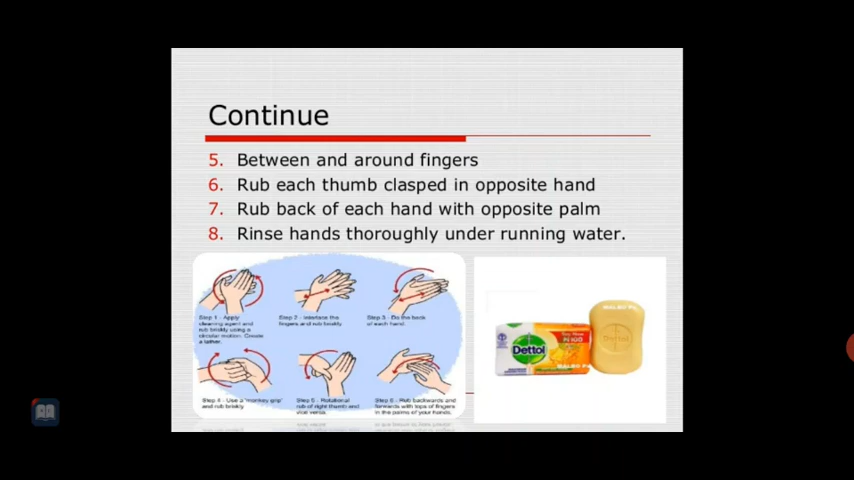 Continue
5. Between and around fingers
6. Rub each thumb clasped in opposite hand
7. Rub back of each hand with opposite palm
8. Rinse hands thoroughly under running water.
Step 1 - Apply
cleaning agent and
rub briskly using a
circular motion. Create
a lather.
Step 2 - Interlace the
fingers and rub briskly
Step 3 - Do the back
of each hand.
Step 4 - Use a 'monkey grip'
and rub briskly
Step 5 - Rotational
rub of right thumb and
visa versa.
Step 6 - Rub backwards and
forwards with tops of fingers
in the palms of your hands.
Dettol
Dettol